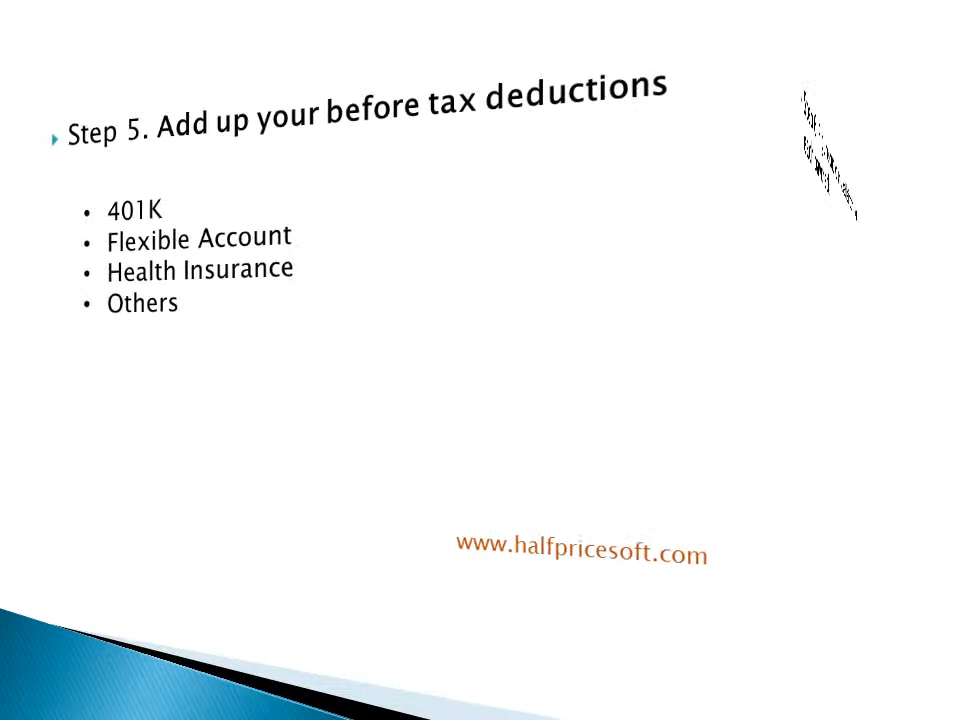 Step 5. Add up your before tax deductions
• 401K
• Flexible Account
• Health Insurance
• Others
www.halfpricesoft.com